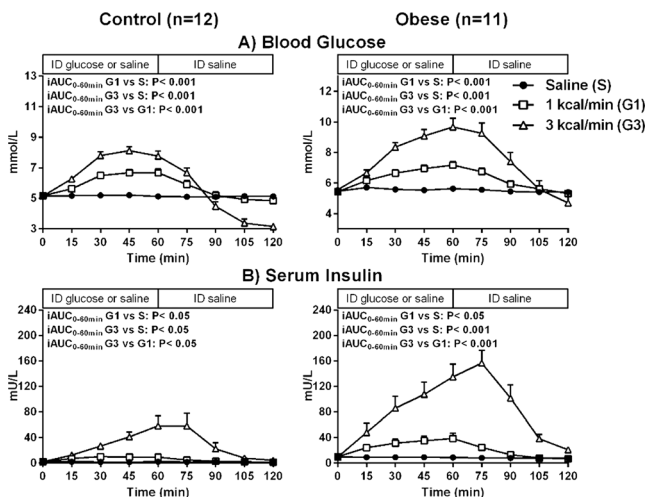 Control (n=12)
Obese (n=11)
A) Blood Glucose
ID glucose or saline
ID saline
iAUC0-60min G1 vs S: P< 0.001
iAUC0-60min G3 vs S: P< 0.001
iAUC0-60min G3 vs G1: P< 0.001
mmol/L
13
11
9
7
5
3
0 15 30 45 60 75 90 105 120
Time (min)
ID glucose or saline
ID saline
iAUC0-60min G1 vs S: P< 0.001
iAUC0-60min G3 vs S: P< 0.001
iAUC0-60min G3 vs G1: P< 0.001
Saline (S)
1 kcal/min (G1)
3 kcal/min (G3)
mmol/L
12
10
8
6
4
0 15 30 45 60 75 90 105 120
Time (min)
B) Serum Insulin
ID glucose or saline
ID saline
iAUC0-60min G1 vs S: P< 0.05
iAUC0-60min G3 vs S: P< 0.05
iAUC0-60min G3 vs G1: P< 0.05
mU/L
240
200
160
120
80
40
0
0 15 30 45 60 75 90 105 120
Time (min)
ID glucose or saline
ID saline
iAUC0-60min G1 vs S: P< 0.05
iAUC0-60min G3 vs S: P< 0.001
iAUC0-60min G3 vs G1: P< 0.001
mU/L
240
200
160
120
80
40
0
0 15 30 45 60 75 90 105 120
Time (min)